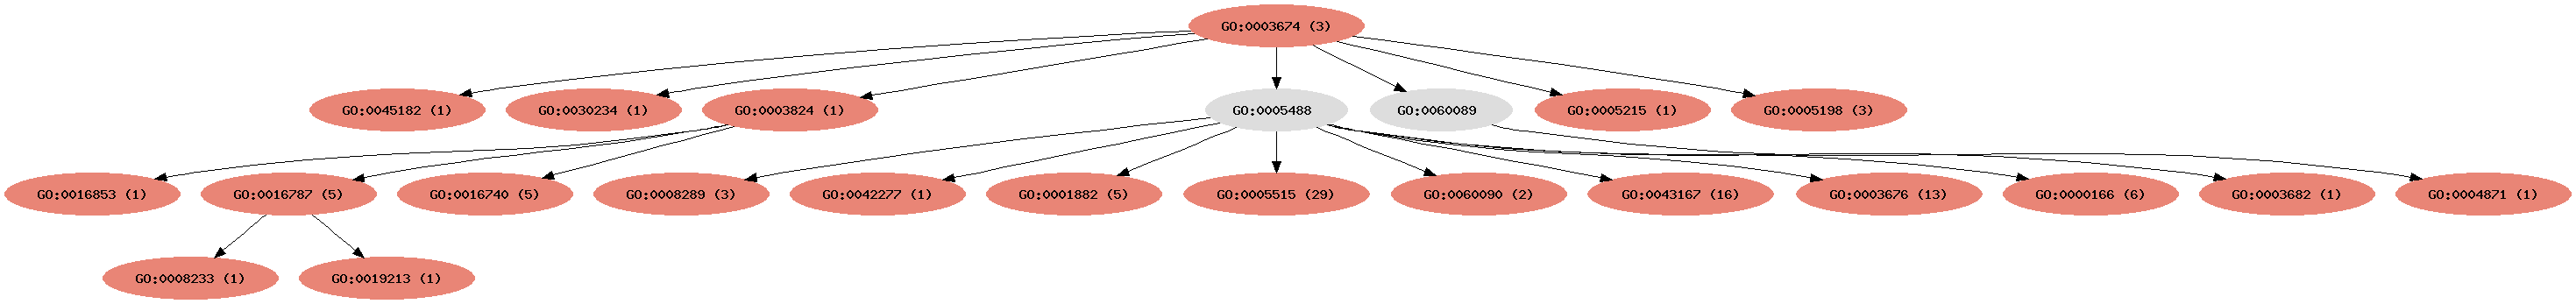 GO:0003674 (3)
GO:0045182 (1)
GO:0030234 (1)
GO:0003824 (1)
GO:0005488
GO:0060089
GO:0005215 (1)
GO:0005198 (3)
GO:0016853 (1)
GO:0016787 (5)
GO:0016740 (5)
GO:0008289 (3)
GO:0042277 (1)
GO:0001882 (5)
GO:0005515 (29)
GO:0060090 (2)
GO:0043167 (16)
GO:0003676 (13)
GO:0000166 (6)
GO:0003682 (1)
GO:0004871 (1)
GO:0008233 (1)
GO:0019213 (1)